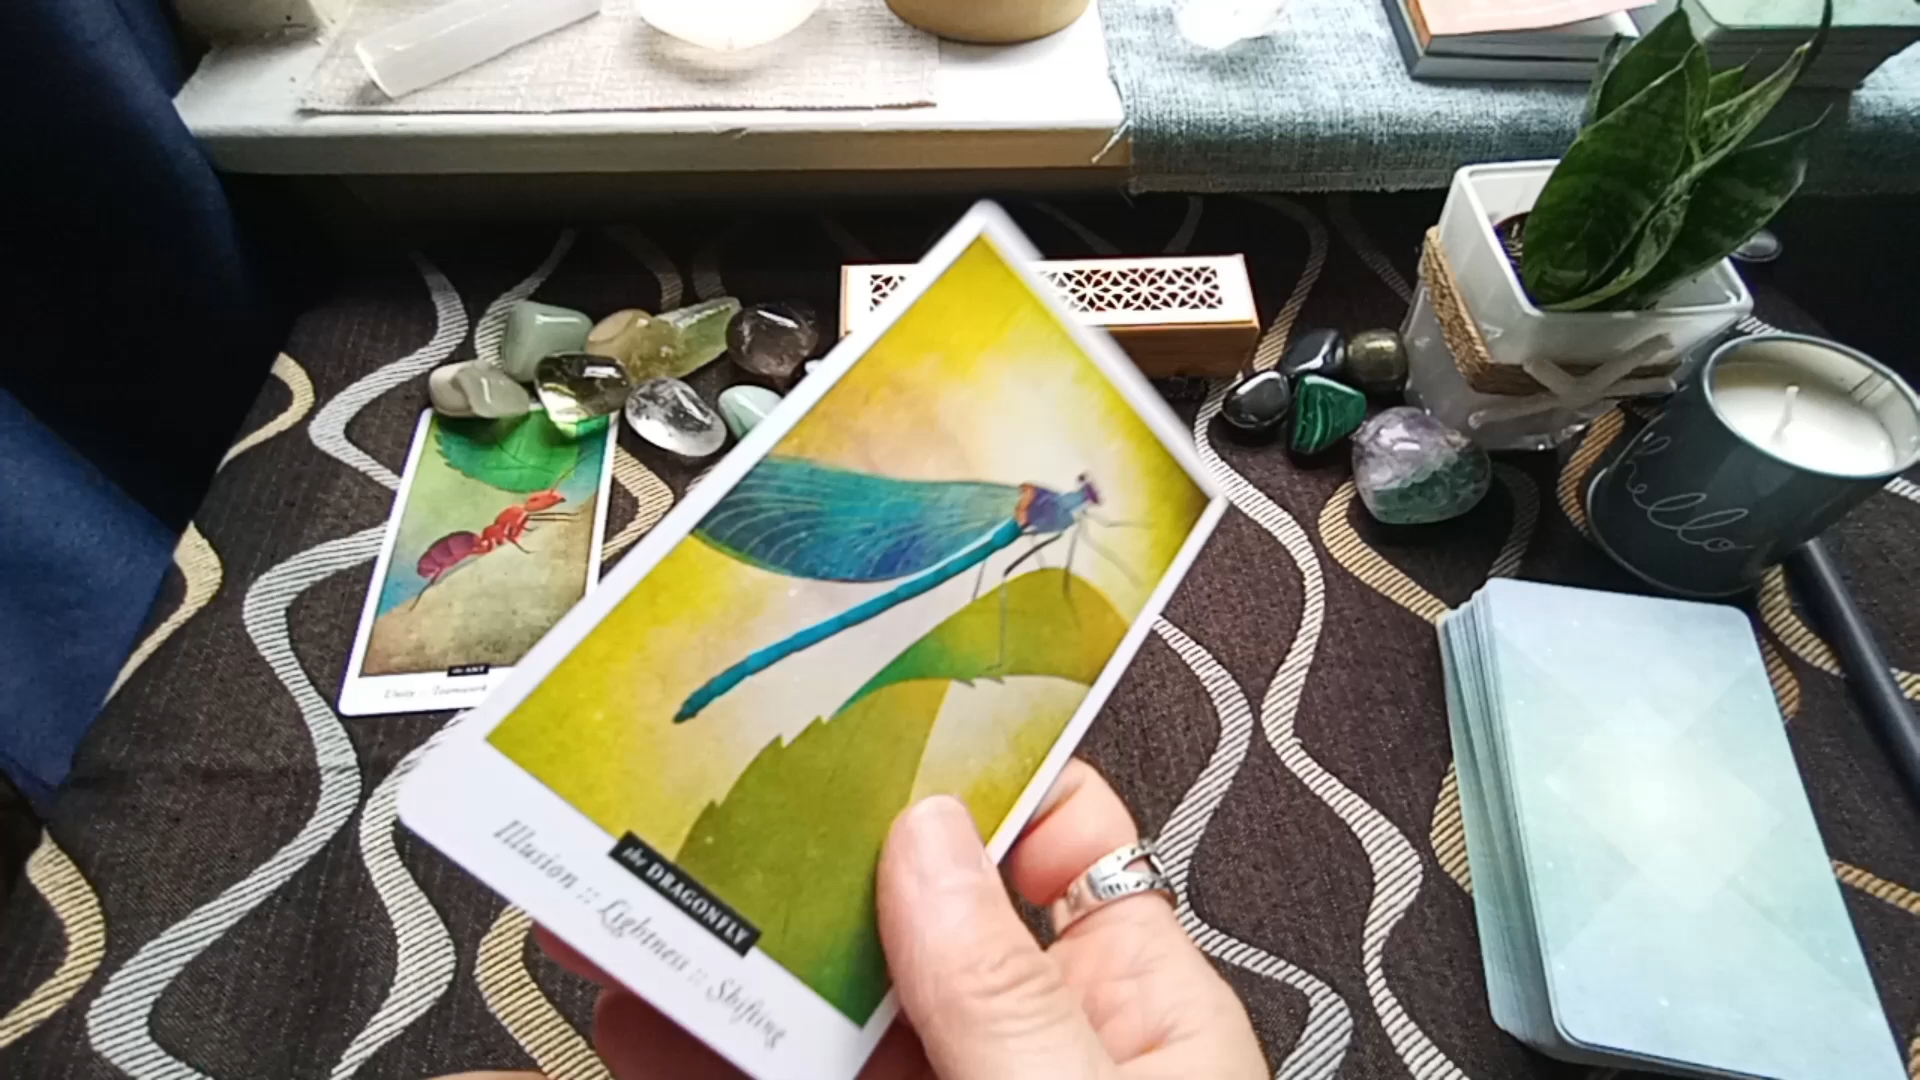 the DRAGONFLY
Illusion :: Lightness :: Shifting
the ANT
Unity :: Teamwork
hello